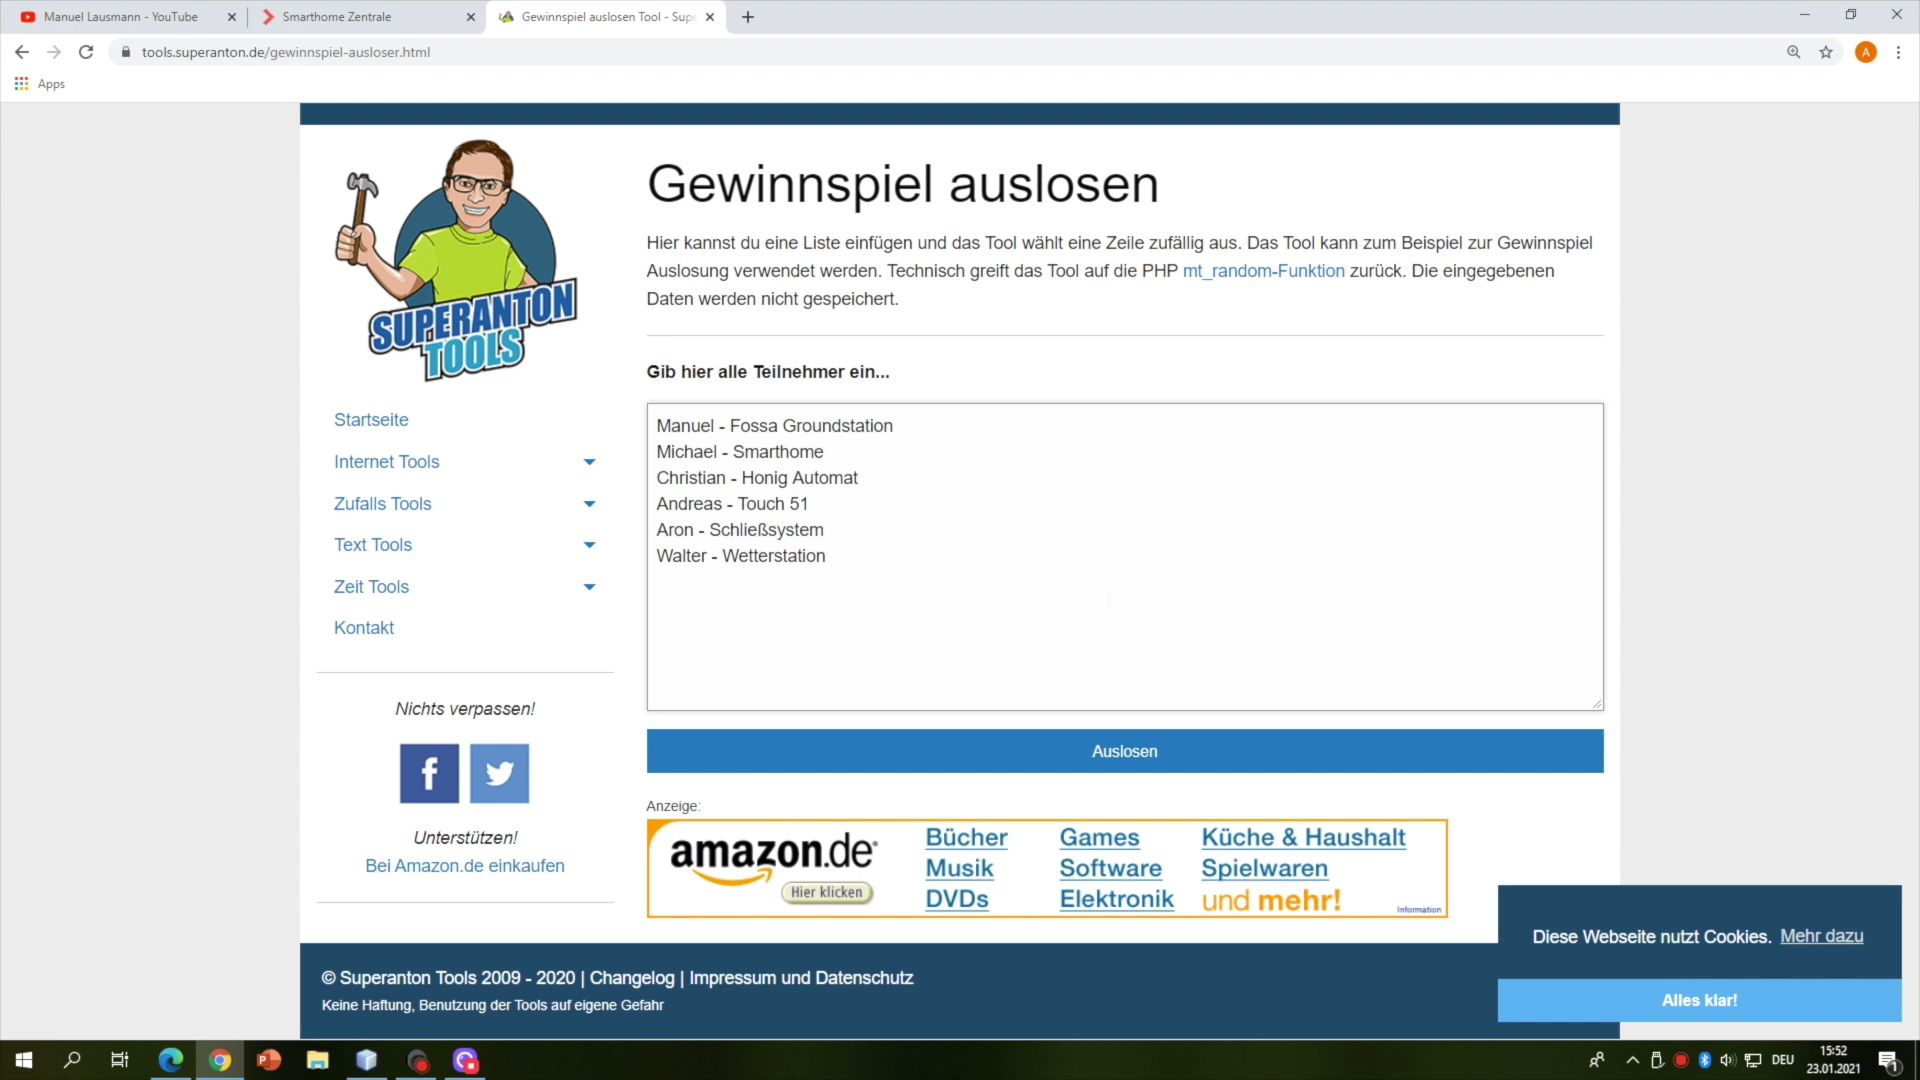 Manuel Lausmann - YouTube
Smarthome Zentrale
Gewinnspiel auslosen Tool - Supe
tools.superanton.de/gewinnspiel-ausloser.html
A
Apps
SUPERANTON
TOOLS
Startseite
Internet Tools
Zufalls Tools
Text Tools
Zeit Tools
Kontakt
Nichts verpassen!
Unterstützen!
Bei Amazon.de einkaufen
Gewinnspiel auslosen
Hier kannst du eine Liste einfügen und das Tool wählt eine Zeile zufällig aus. Das Tool kann zum Beispiel zur Gewinnspiel
Auslosung verwendet werden. Technisch greift das Tool auf die PHP mt_random-Funktion zurück. Die eingegebenen
Daten werden nicht gespeichert.
Gib hier alle Teilnehmer ein...
Manuel - Fossa Groundstation
Michael - Smarthome
Christian - Honig Automat
Andreas - Touch 51
Aron - Schließsystem
Walter - Wetterstation
Auslosen
Anzeige:
amazon.de
Hier klicken
Bücher Games Küche & Haushalt
Musik Software Spielwaren
DVDs Elektronik und mehr!
Information
Diese Webseite nutzt Cookies. Mehr dazu
Alles klar!
© Superanton Tools 2009 - 2020 | Changelog | Impressum und Datenschutz
Keine Haftung, Benutzung der Tools auf eigene Gefahr
DEU
15:52
23.01.2021
1